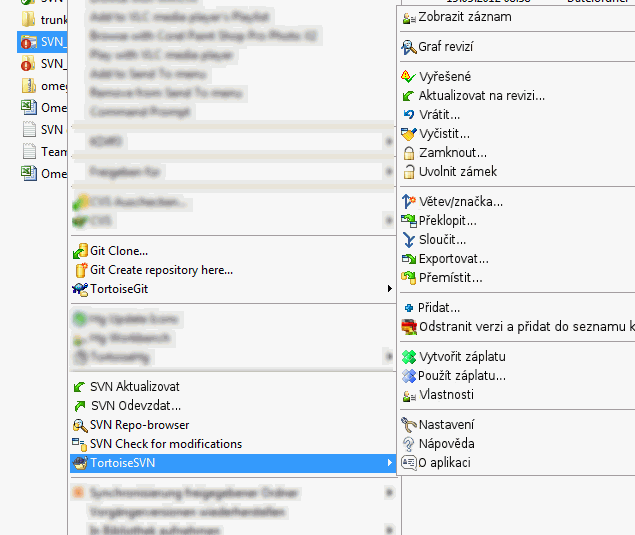 SVN
trunk
SVN_
SVN_
omeg
Ome
SVN
Team
Ome
Add to VLC media player's Playlist
Browse with Corel Paint Shop Pro Photo X2
Play with VLC media player
Add to Send To menu
Remove from Send To menu
Command Prompt
Freigeben für
CVS Auschecken...
CVS
Git Clone...
Git Create repository here...
TortoiseGit
Hg Update Icons
Hg Workbench
TortoiseHg
SVN Aktualizovat
SVN Odevzdat...
SVN Repo-browser
SVN Check for modifications
TortoiseSVN
Synchronisierung freigegebener Ordner
Vorgängerversionen wiederherstellen
In Bibliothek aufnehmen
Zobrazit záznam
Graf revizí
Vyřešené
Aktualizovat na revizi...
Vrátit...
Vyčistit...
Zamknout...
Uvolnit zámek
Větev/značka...
Překlopit...
Sloučit...
Exportovat...
Přemístit...
Přidat...
Odstranit verzi a přidat do seznamu k
Vytvořit záplatu
Použít záplatu...
Vlastnosti
Nastavení
Nápověda
O aplikaci